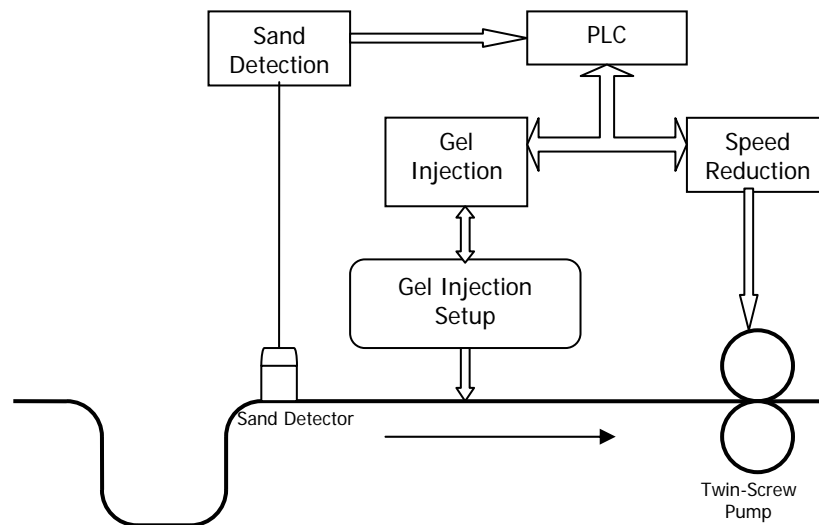 Sand
Detection
PLC
Gel
Injection
Speed
Reduction
Gel Injection
Setup
Sand Detector
Twin-Screw
Pump